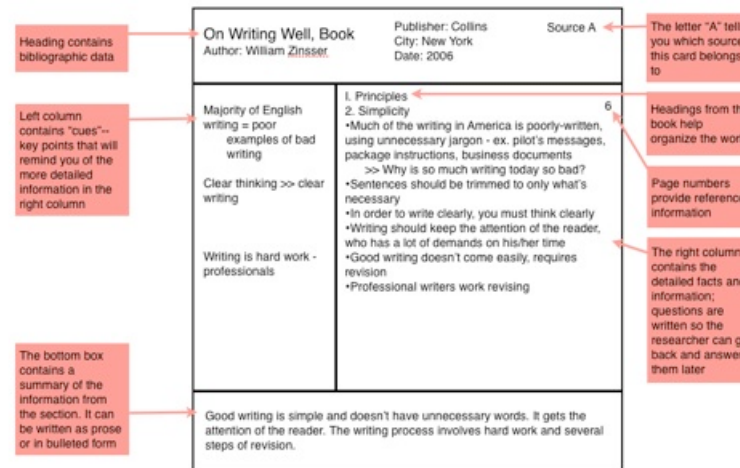 On Writing Well, Book
Author: William Zinsser
Publisher: Collins
City: New York
Date: 2006
Source A
Heading contains
bibliographic data
The letter “A” tell
you which source
this card belongs
to
Left column
contains “cues”--
key points that will
remind you of the
more detailed
information in the
right column
Majority of English
writing = poor
examples of bad
writing
Clear thinking >> clear
writing
Writing is hard work -
professionals
I. Principles
6
2. Simplicity
•Much of the writing in America is poorly-written,
using unnecessary jargon - ex. pilot’s messages,
package instructions, business documents
>> Why is so much writing today so bad?
•Sentences should be trimmed to only what’s
necessary
•In order to write clearly, you must think clearly
•Writing should keep the attention of the reader,
who has a lot of demands on his/her time
•Good writing doesn’t come easily, requires
revision
•Professional writers work revising
Headings from th
book help
organize the wor
Page numbers
provide reference
information
The right column
contains the
detailed facts and
information;
questions are
written so the
researcher can g
back and answer
them later
The bottom box
contains a
summary of the
information from
the section. It can
be written as prose
or in bulleted form
Good writing is simple and doesn’t have unnecessary words. It gets the
attention of the reader. The writing process involves hard work and several
steps of revision.